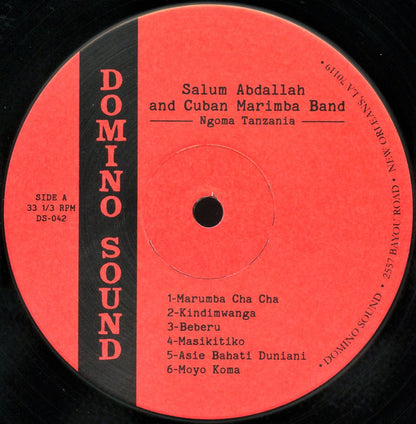 DOMINO SOUND
Salum Abdallah
and Cuban Marimba Band
Ngoma Tanzania
SIDE A
33 1/3 RPM
DS-042
1-Marumba Cha Cha
2-Kindimwanga
3-Beberu
4-Masikitiko
5-Asie Bahati Duniani
6-Moyo Koma
• DOMINO SOUND • 2557 BAYOU ROAD • NEW ORLEANS, LA 70119 •